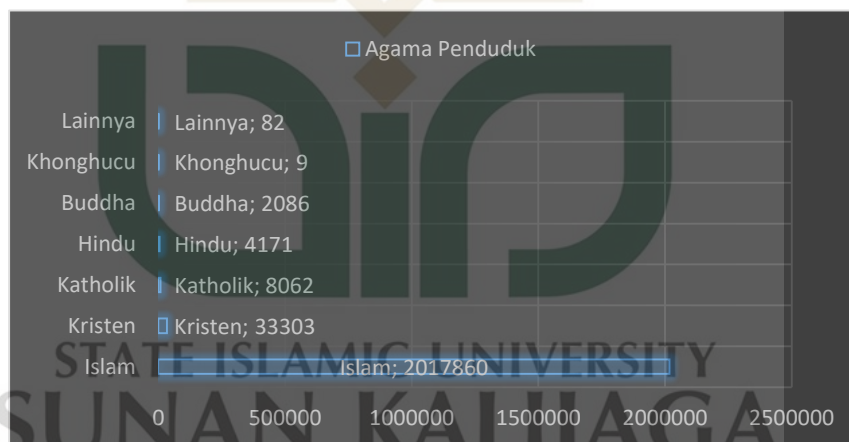 Agama Penduduk
Lainnya Lainnya; 82
Khonghucu Khonghucu; 9
Buddha Buddha; 2086
Hindu Hindu; 4171
Katholik Katholik; 8062
Kristen Kristen; 33303
STATE ISLAMIC UNIVERSITY
Islam Islam; 2017860
SUNAN KALIJAGA
0 500000 1000000 1500000 2000000 2500000